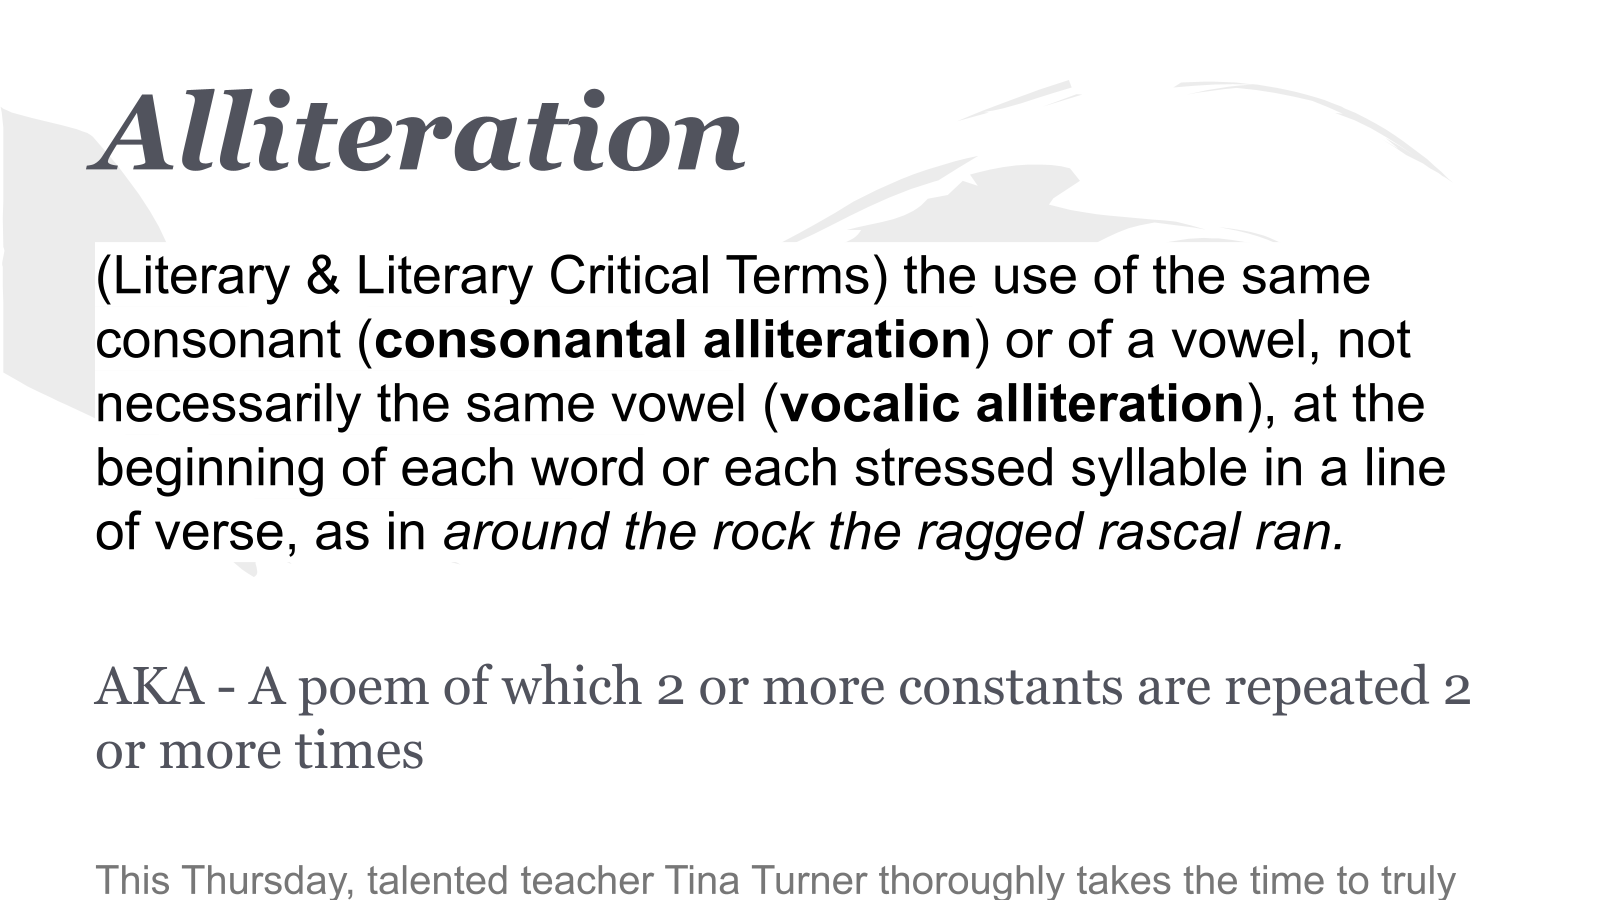 Alliteration
(Literary & Literary Critical Terms) the use of the same
consonant (consonantal alliteration) or of a vowel, not
necessarily the same vowel (vocalic alliteration), at the
beginning of each word or each stressed syllable in a line
of verse, as in around the rock the ragged rascal ran.
AKA - A poem of which 2 or more constants are repeated 2
or more times
This Thursday, talented teacher Tina Turner thoroughly takes the time to truly